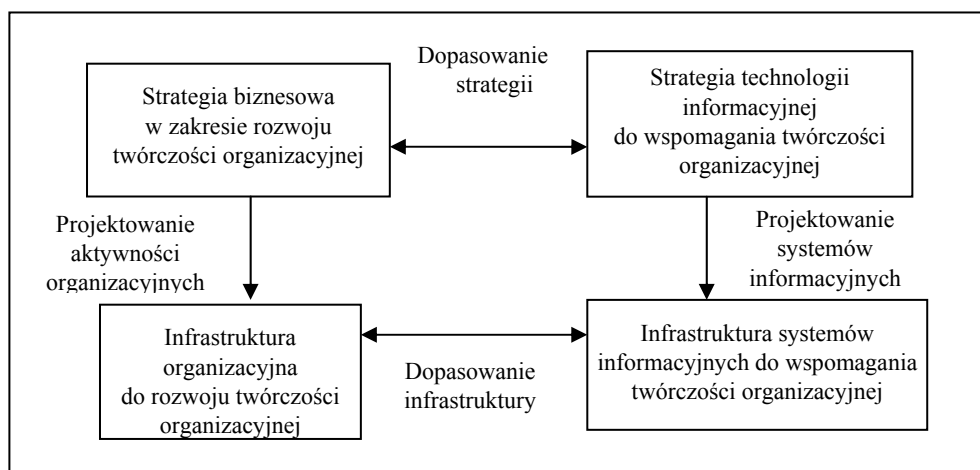 Dopasowanie
strategii
Strategia biznesowa
w zakresie rozwoju
twórczości organizacyjnej
Strategia technologii
informacyjnej
do wspomagania twórczości
organizacyjnej
Projektowanie
aktywności
organizacyjnych
Projektowanie
systemów
informacyjnych
Infrastruktura
organizacyjna
do rozwoju twórczości
organizacyjnej
Dopasowanie
infrastruktury
Infrastruktura systemów
informacyjnych do wspomagania
twórczości organizacyjnej